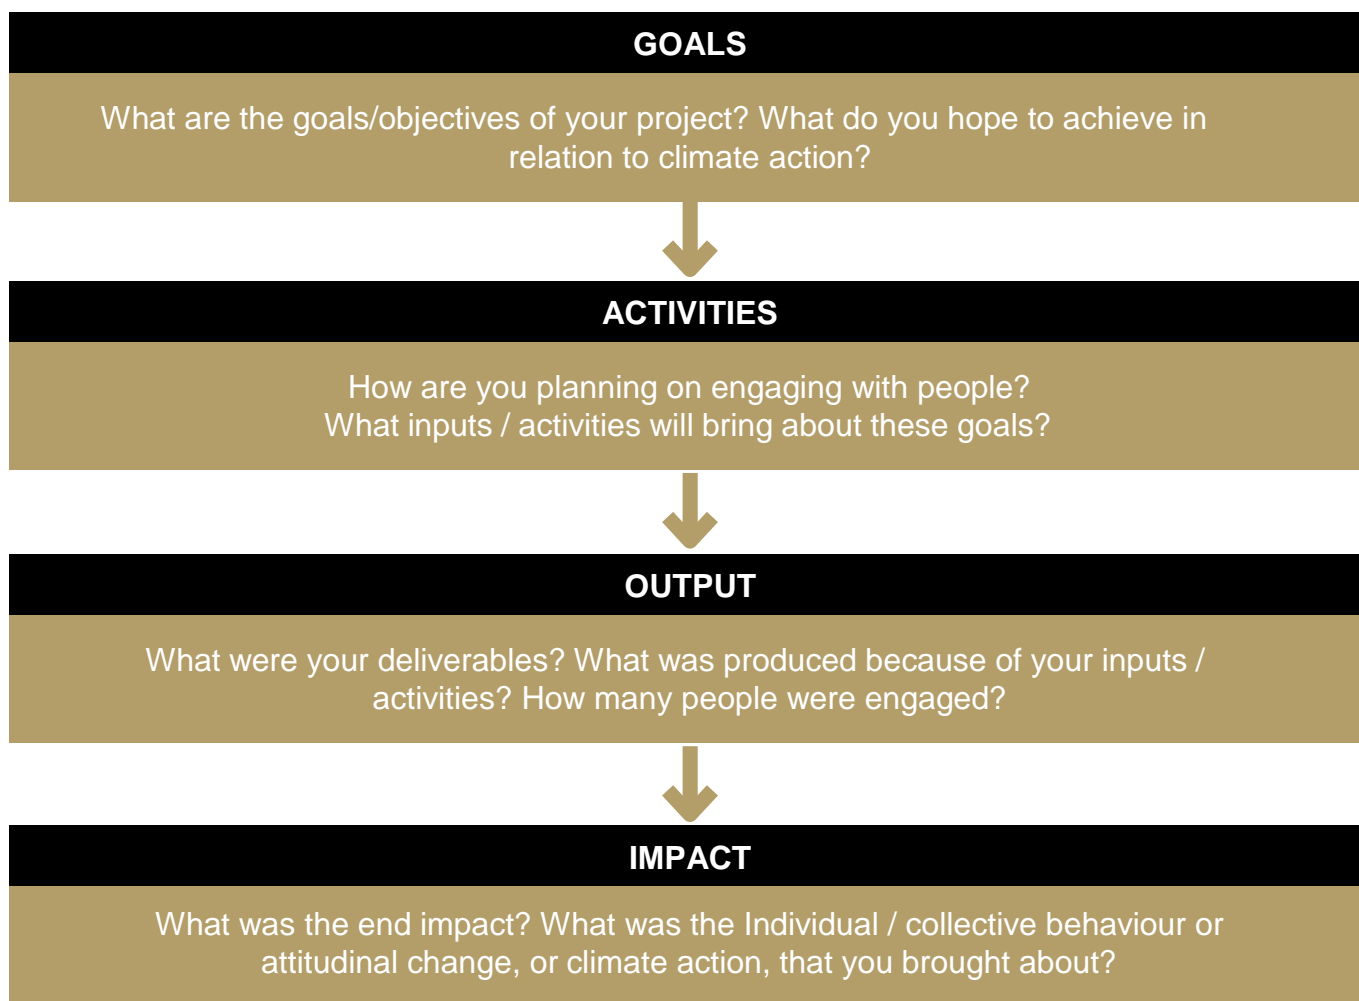 GOALS
What are the goals/objectives of your project? What do you hope to achieve in
relation to climate action?
ACTIVITIES
How are you planning on engaging with people?
What inputs / activities will bring about these goals?
OUTPUT
What were your deliverables? What was produced because of your inputs /
activities? How many people were engaged?
IMPACT
What was the end impact? What was the Individual / collective behaviour or
attitudinal change, or climate action, that you brought about?